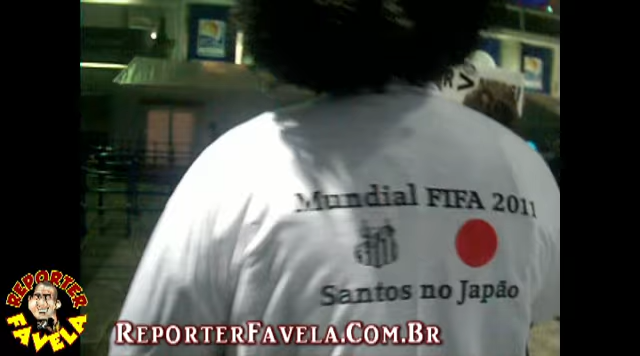 Mundial FIFA 2011
Santos no Japão
REPORTER
FAVELA
REPORTERFAVELA.COM.BR